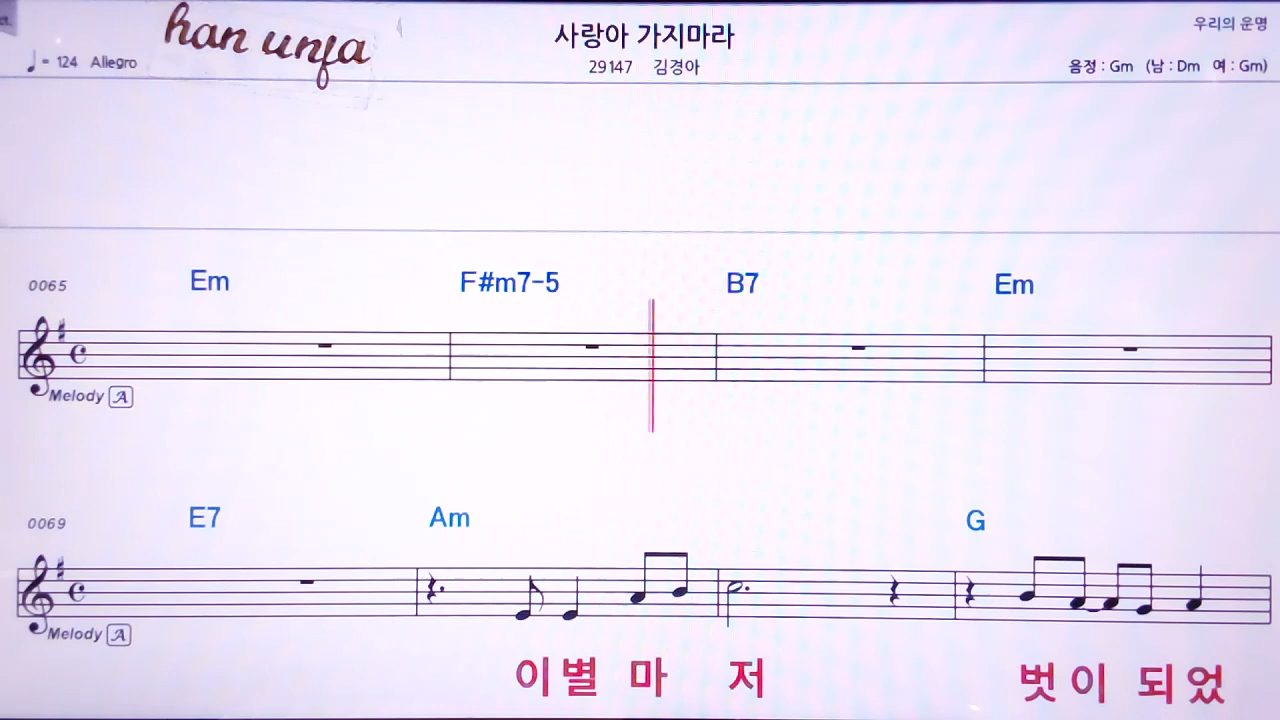 han unfa
사랑아 가지마라
우리의 운명
♩= 124 Allegro
29147 김경아
음정 : Gm (남 : Dm 여 : Gm)
0065 Em F#m7-5 B7 Em
Melody A
0069 E7 Am G
Melody A
이별 마 저 벗이 되었